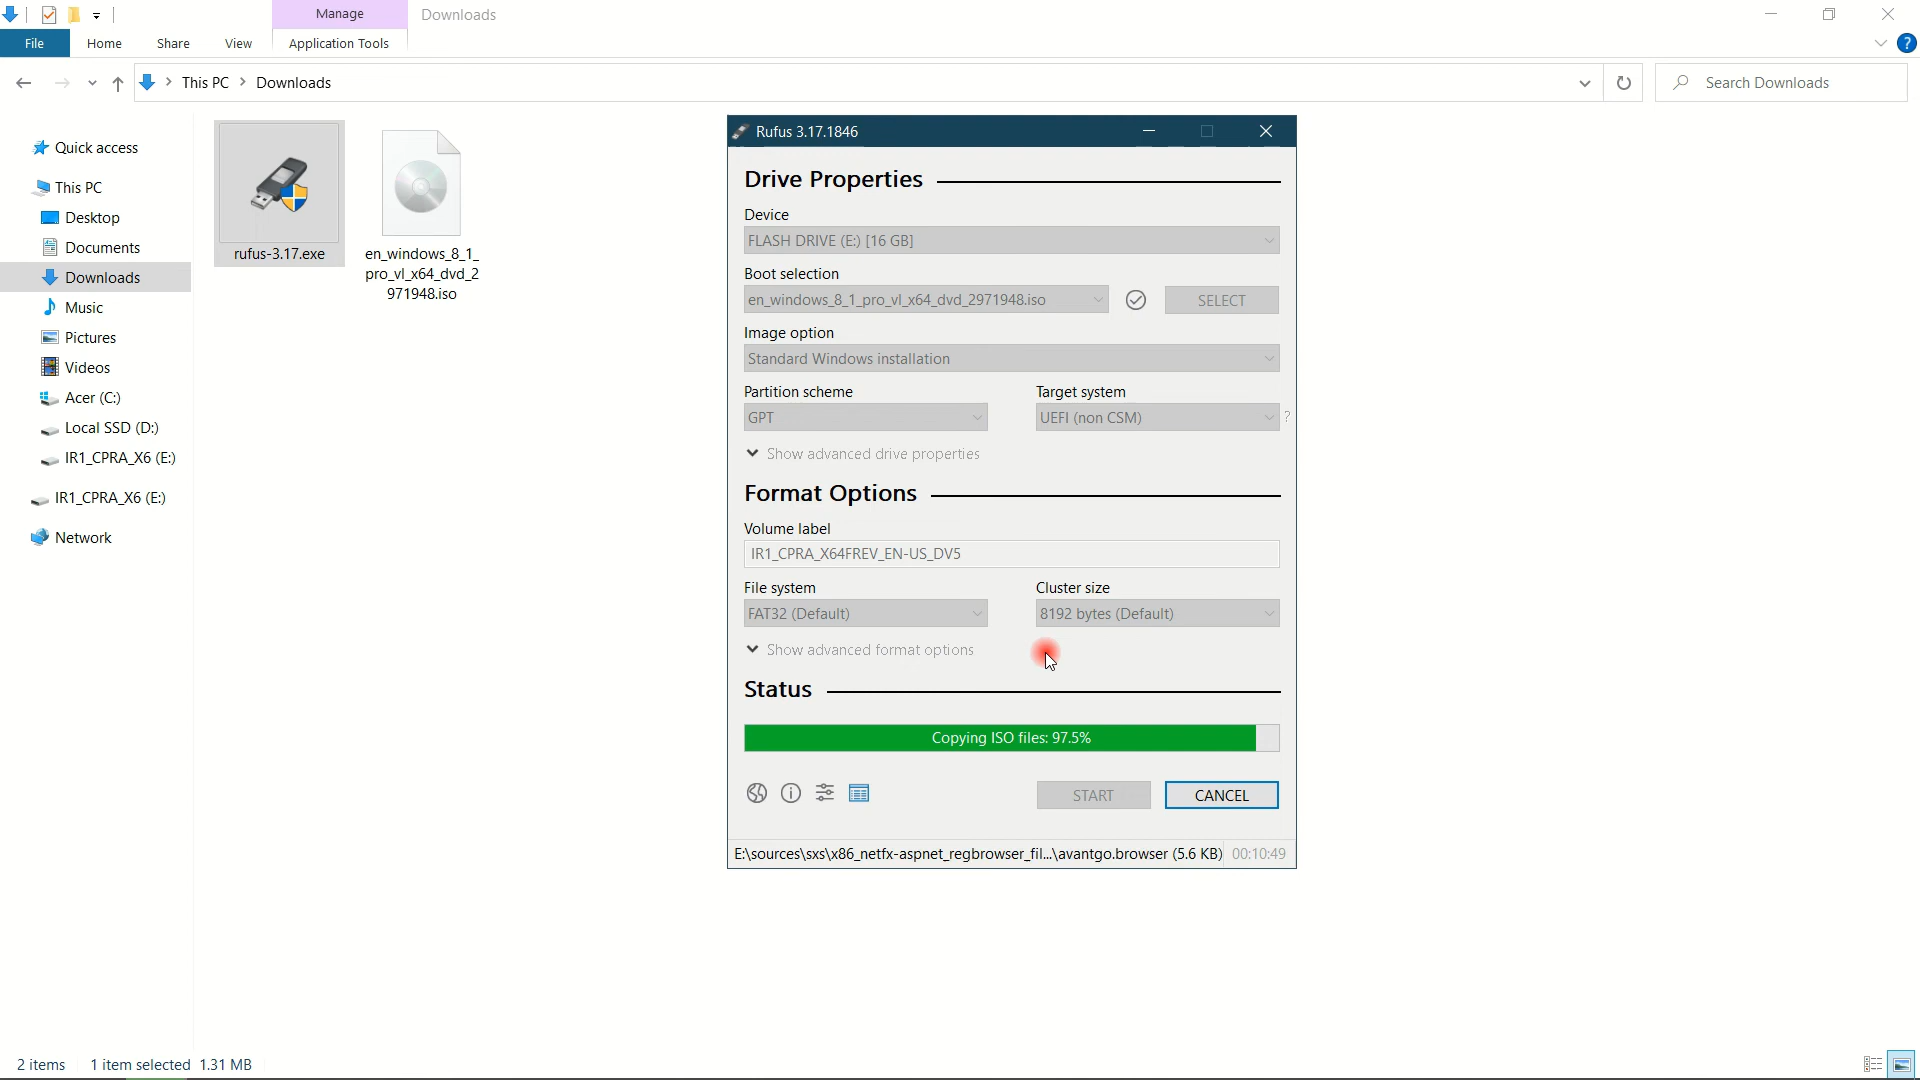 Manage
Downloads
File
Home
Share
View
Application Tools
?
This PC
Downloads
Search Downloads
Quick access
This PC
Desktop
Documents
Downloads
Music
Pictures
Videos
Acer (C:)
Local SSD (D:)
IR1_CPRA_X6 (E:)
IR1_CPRA_X6 (E:)
Network
rufus-3.17.exe
en_windows_8_1_
pro_vl_x64_dvd_2
971948.iso
Rufus 3.17.1846
Drive Properties
Device
FLASH DRIVE (E:) [16 GB]
Boot selection
en_windows_8_1_pro_vl_x64_dvd_2971948.iso
SELECT
Image option
Standard Windows installation
Partition scheme
Target system
GPT
UEFI (non CSM)
?
Show advanced drive properties
Format Options
Volume label
IR1_CPRA_X64FREV_EN-US_DV5
File system
Cluster size
FAT32 (Default)
8192 bytes (Default)
Show advanced format options
Status
Copying ISO files: 97.5%
START
CANCEL
E:\sources\sxs\x86_netfx-aspnet_regbrowser_fil...\avantgo.browser (5.6 KB)
00:10:49
2 items
1 item selected 1.31 MB